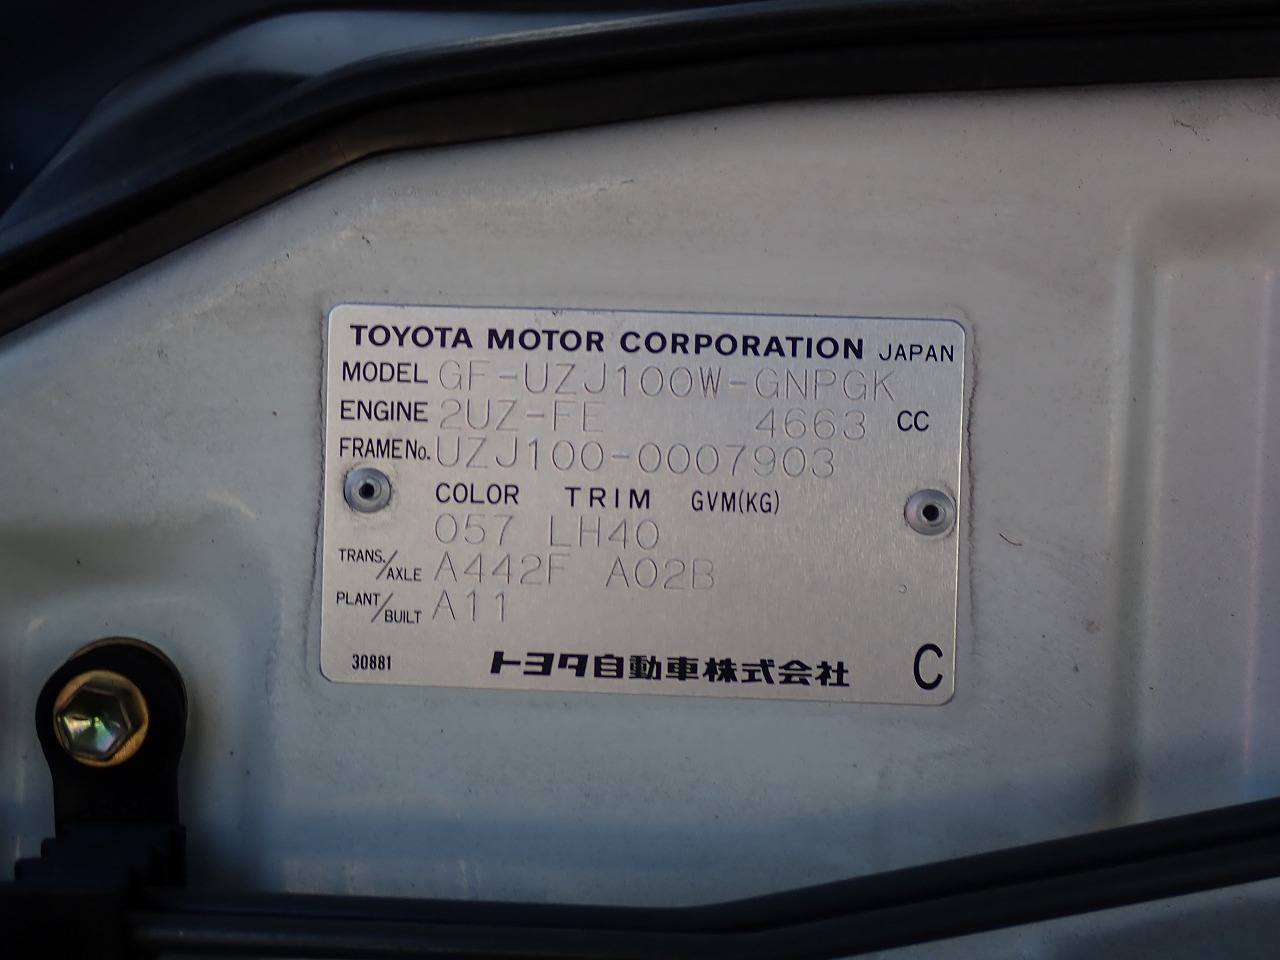 TOYOTA MOTOR CORPORATION JAPAN
MODEL GF-UZJ100W-GNPGK
ENGINE 2UZ-FE 4663 CC
FRAME No. UZJ100-0007903
COLOR TRIM GVM(KG)
057 LH40
TRANS./AXLE A442F A02B
PLANT/BUILT A11
30881 トヨタ自動車株式会社 C